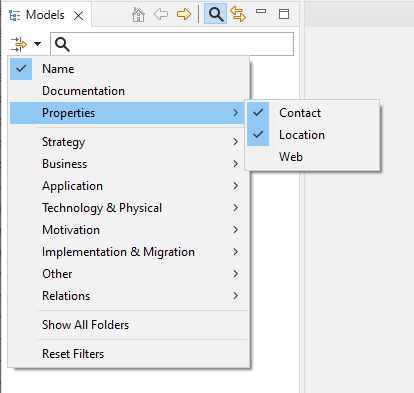 Models
Name
Documentation
Properties
Contact
Location
Web
Strategy
Business
Application
Technology & Physical
Motivation
Implementation & Migration
Other
Relations
Show All Folders
Reset Filters